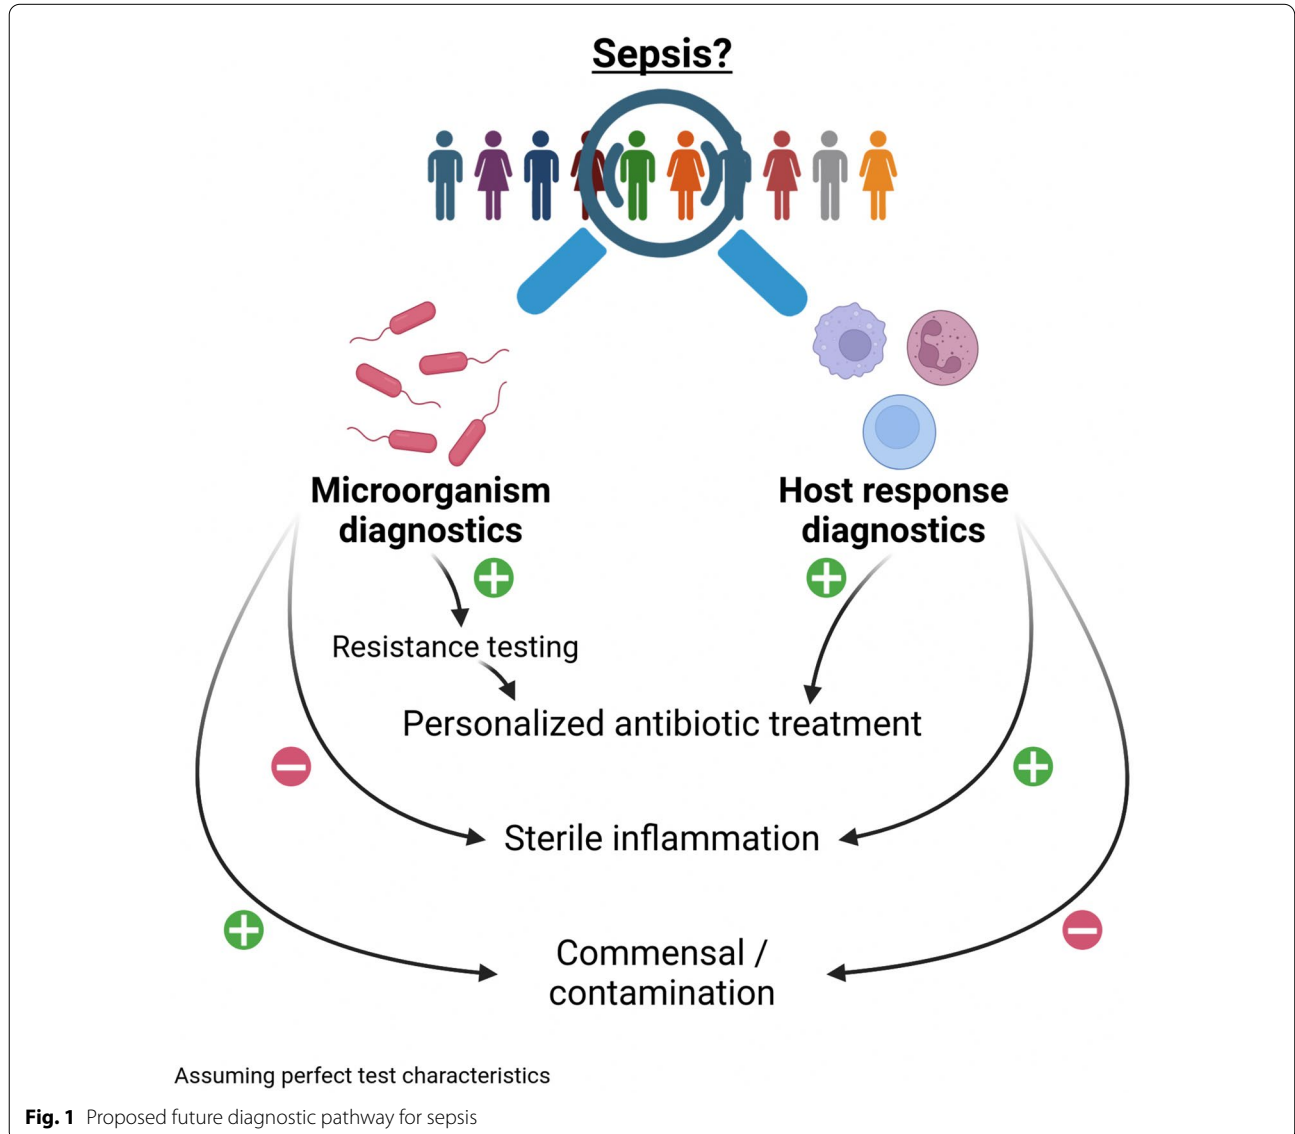 Sepsis?
Microorganism
diagnostics
Host response
diagnostics
Resistance testing
Personalized antibiotic treatment
Sterile inflammation
Commensal /
contamination
Assuming perfect test characteristics
Fig. 1 Proposed future diagnostic pathway for sepsis